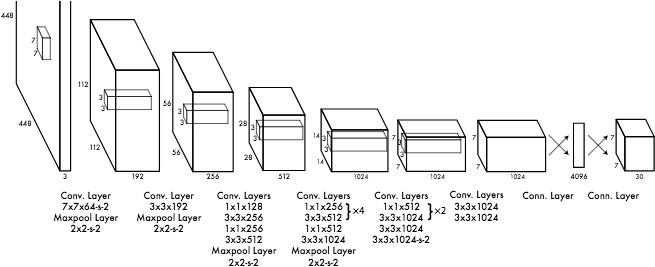 448
7
7
448
3
112
3
3
112
192
56
3
3
56
256
28
3
3
28
512
14
3
3
14
1024
7
3
3
7
1024
7
7
1024
4096
7
7
30
Conv. Layer
7x7x64-s-2
Maxpool Layer
2x2-s-2
Conv. Layer
3x3x192
Maxpool Layer
2x2-s-2
Conv. Layers
1x1x128
3x3x256
1x1x256
3x3x512
Maxpool Layer
2x2-s-2
Conv. Layers
1x1x256
3x3x512
}×4
1x1x512
3x3x1024
Maxpool Layer
2x2-s-2
Conv. Layers
1x1x512
3x3x1024
}×2
3x3x1024
3x3x1024-s-2
Conv. Layers
3x3x1024
3x3x1024
Conn. Layer
Conn. Layer